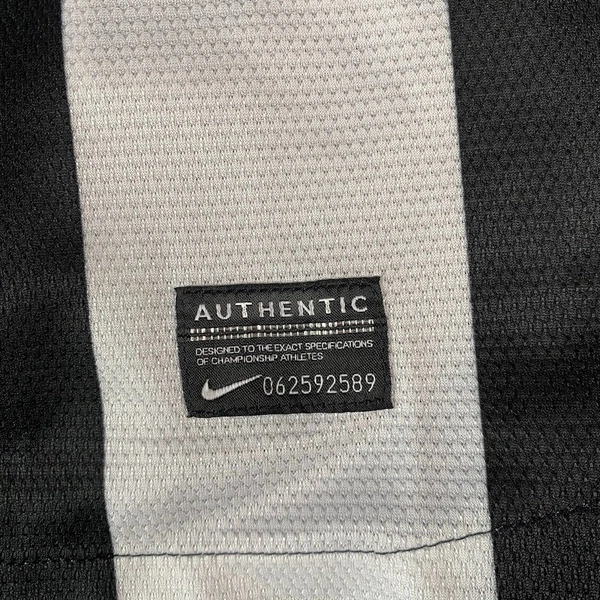 AUTHENTIC
DESIGNED TO THE EXACT SPECIFICATIONS
OF CHAMPIONSHIP ATHLETES
062592589